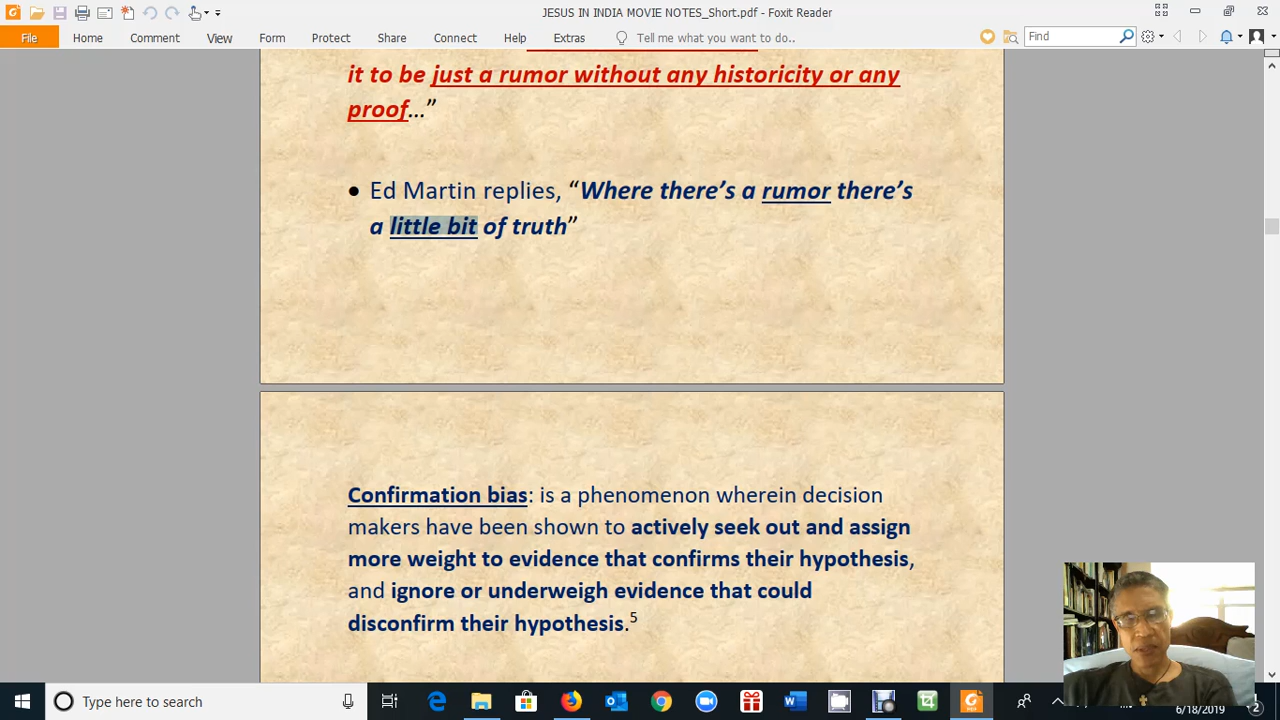 JESUS IN INDIA MOVIE NOTES_Short.pdf - Foxit Reader
File Home Comment View Form Protect Share Connect Help Extras Tell me what you want to do.. Find
it to be just a rumor without any historicity or any
proof…”
• Ed Martin replies, “Where there’s a rumor there’s
a little bit of truth”
Confirmation bias: is a phenomenon wherein decision
makers have been shown to actively seek out and assign
more weight to evidence that confirms their hypothesis,
and ignore or underweigh evidence that could
disconfirm their hypothesis.5
Type here to search
6/18/2019
2